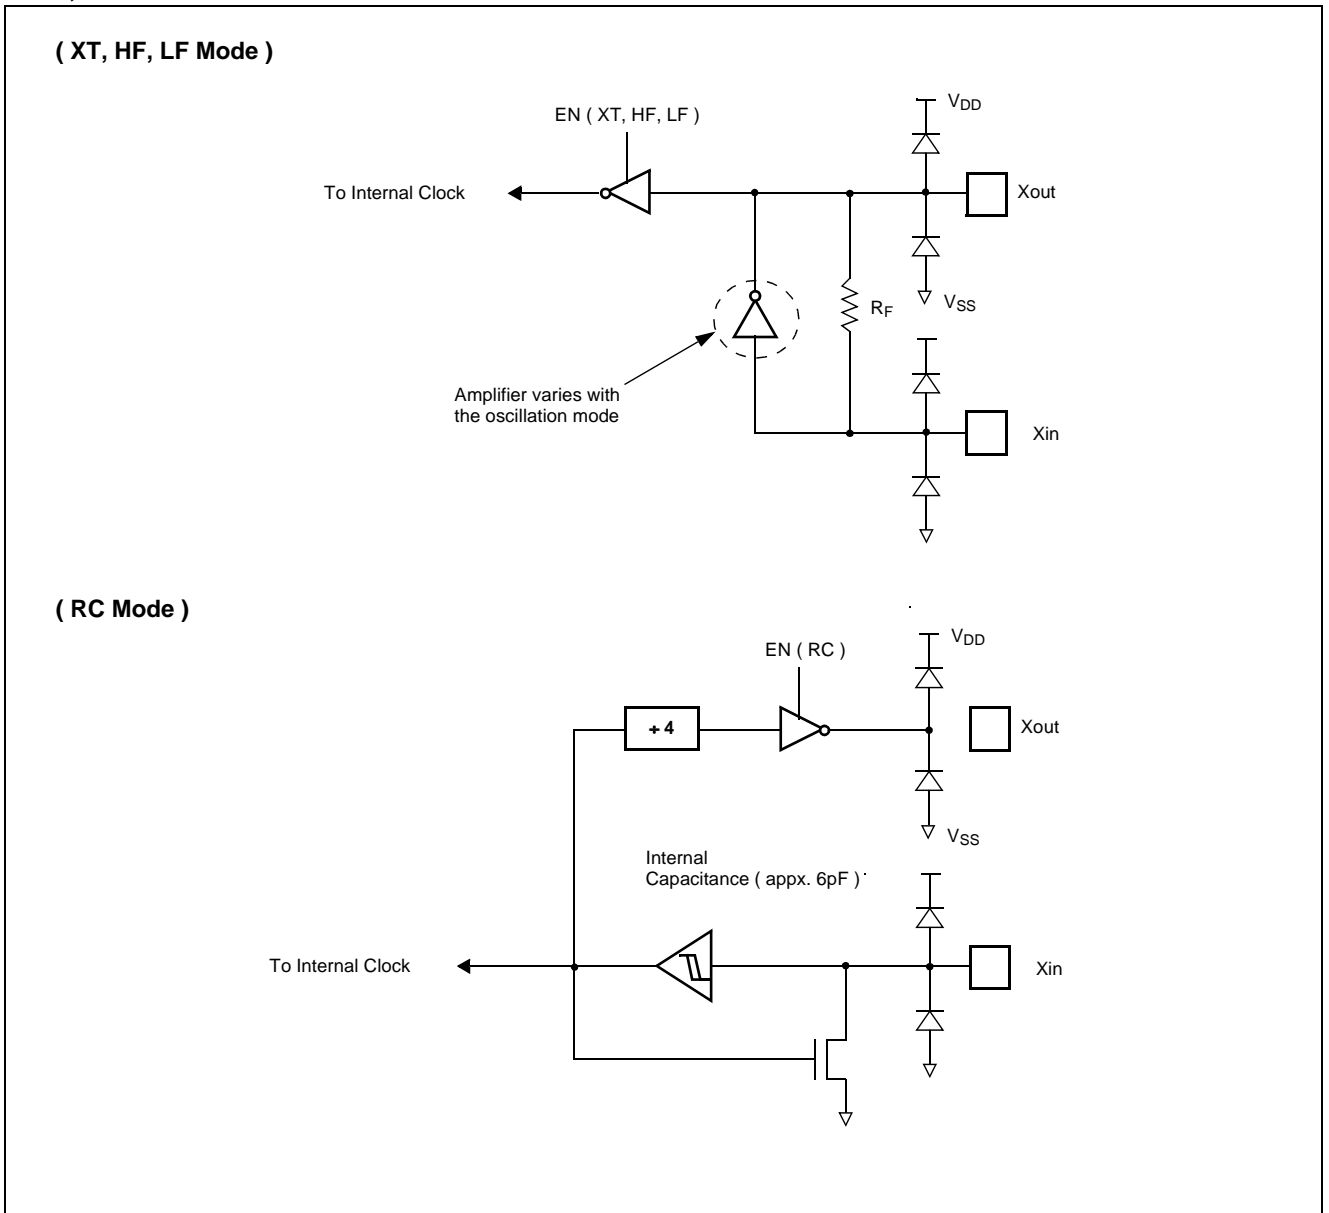 ( XT, HF, LF Mode )
EN ( XT, HF, LF )
VDD
To Internal Clock
Xout
RF
VSS
Amplifier varies with
the oscillation mode
Xin
( RC Mode )
EN ( RC )
VDD
÷ 4
Xout
VSS
Internal
Capacitance ( appx. 6pF )
To Internal Clock
Xin